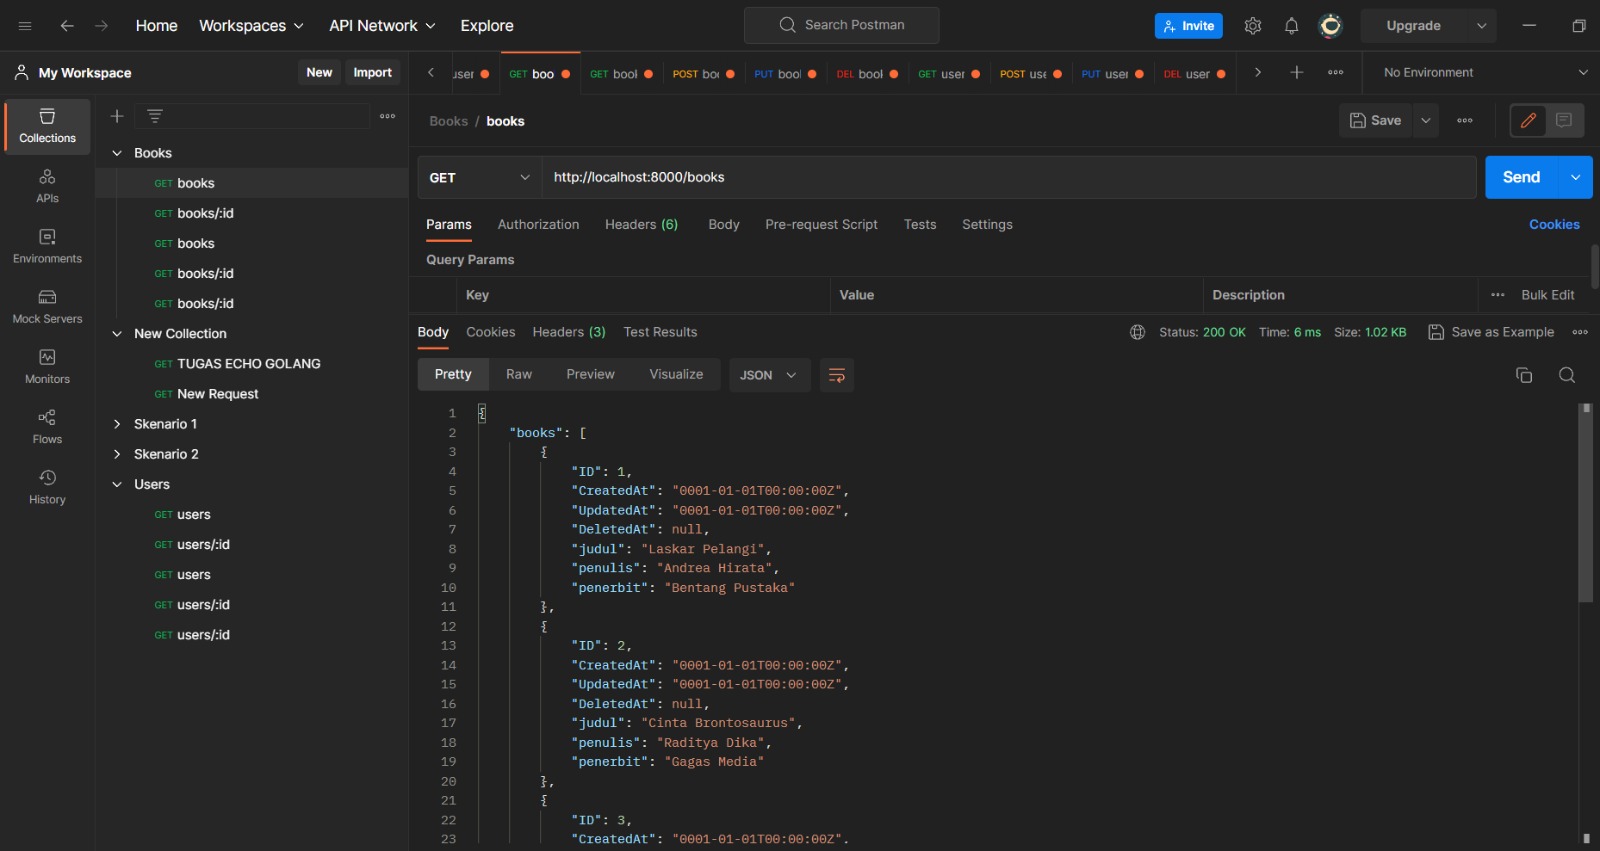 Home Workspaces API Network Explore Search Postman Invite Upgrade
My Workspace New Import
user GET boo GET bool POST bo PUT bool DEL bool GET user POST use PUT user DEL user No Environment
Collections
APIs
Environments
Mock Servers
Monitors
Flows
History
Books
GET books
GET books/:id
GET books
GET books/:id
GET books/:id
New Collection
GET TUGAS ECHO GOLANG
GET New Request
Skenario 1
Skenario 2
Users
GET users
GET users/:id
GET users
GET users/:id
GET users/:id
Books / books Save
GET http://localhost:8000/books Send
Params Authorization Headers (6) Body Pre-request Script Tests Settings Cookies
Query Params
Key Value Description Bulk Edit
Body Cookies Headers (3) Test Results Status: 200 OK Time: 6 ms Size: 1.02 KB Save as Example
Pretty Raw Preview Visualize JSON
1 {
2 "books": [
3 {
4 "ID": 1,
5 "CreatedAt": "0001-01-01T00:00:00Z",
6 "UpdatedAt": "0001-01-01T00:00:00Z",
7 "DeletedAt": null,
8 "judul": "Laskar Pelangi",
9 "penulis": "Andrea Hirata",
10 "penerbit": "Bentang Pustaka"
11 },
12 {
13 "ID": 2,
14 "CreatedAt": "0001-01-01T00:00:00Z",
15 "UpdatedAt": "0001-01-01T00:00:00Z",
16 "DeletedAt": null,
17 "judul": "Cinta Brontosaurus",
18 "penulis": "Raditya Dika",
19 "penerbit": "Gagas Media"
20 },
21 {
22 "ID": 3,
23 "CreatedAt": "0001-01-01T00:00:00Z",